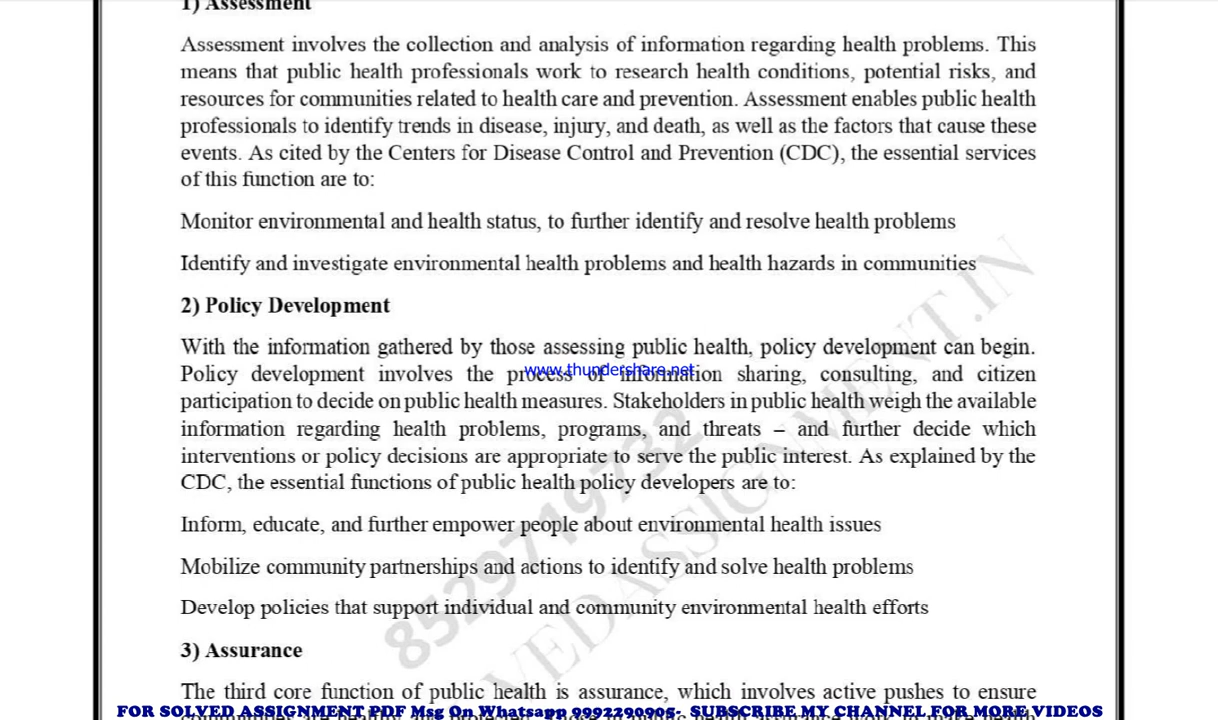 1) Assessment
Assessment involves the collection and analysis of information regarding health problems. This
means that public health professionals work to research health conditions, potential risks, and
resources for communities related to health care and prevention. Assessment enables public health
professionals to identify trends in disease, injury, and death, as well as the factors that cause these
events. As cited by the Centers for Disease Control and Prevention (CDC), the essential services
of this function are to:
Monitor environmental and health status, to further identify and resolve health problems
Identify and investigate environmental health problems and health hazards in communities
2) Policy Development
With the information gathered by those assessing public health, policy development can begin.
Policy development involves the process of information sharing, consulting, and citizen
www.thundershare.net
participation to decide on public health measures. Stakeholders in public health weigh the available
information regarding health problems, programs, and threats – and further decide which
interventions or policy decisions are appropriate to serve the public interest. As explained by the
CDC, the essential functions of public health policy developers are to:
Inform, educate, and further empower people about environmental health issues
Mobilize community partnerships and actions to identify and solve health problems
Develop policies that support individual and community environmental health efforts
8529719732
VEDASSIGNMENT.IN
3) Assurance
The third core function of public health is assurance, which involves active pushes to ensure
FOR SOLVED ASSIGNMENT PDF Msg On Whatsapp 9992290905- SUBSCRIBE MY CHANNEL FOR MORE VIDEOS